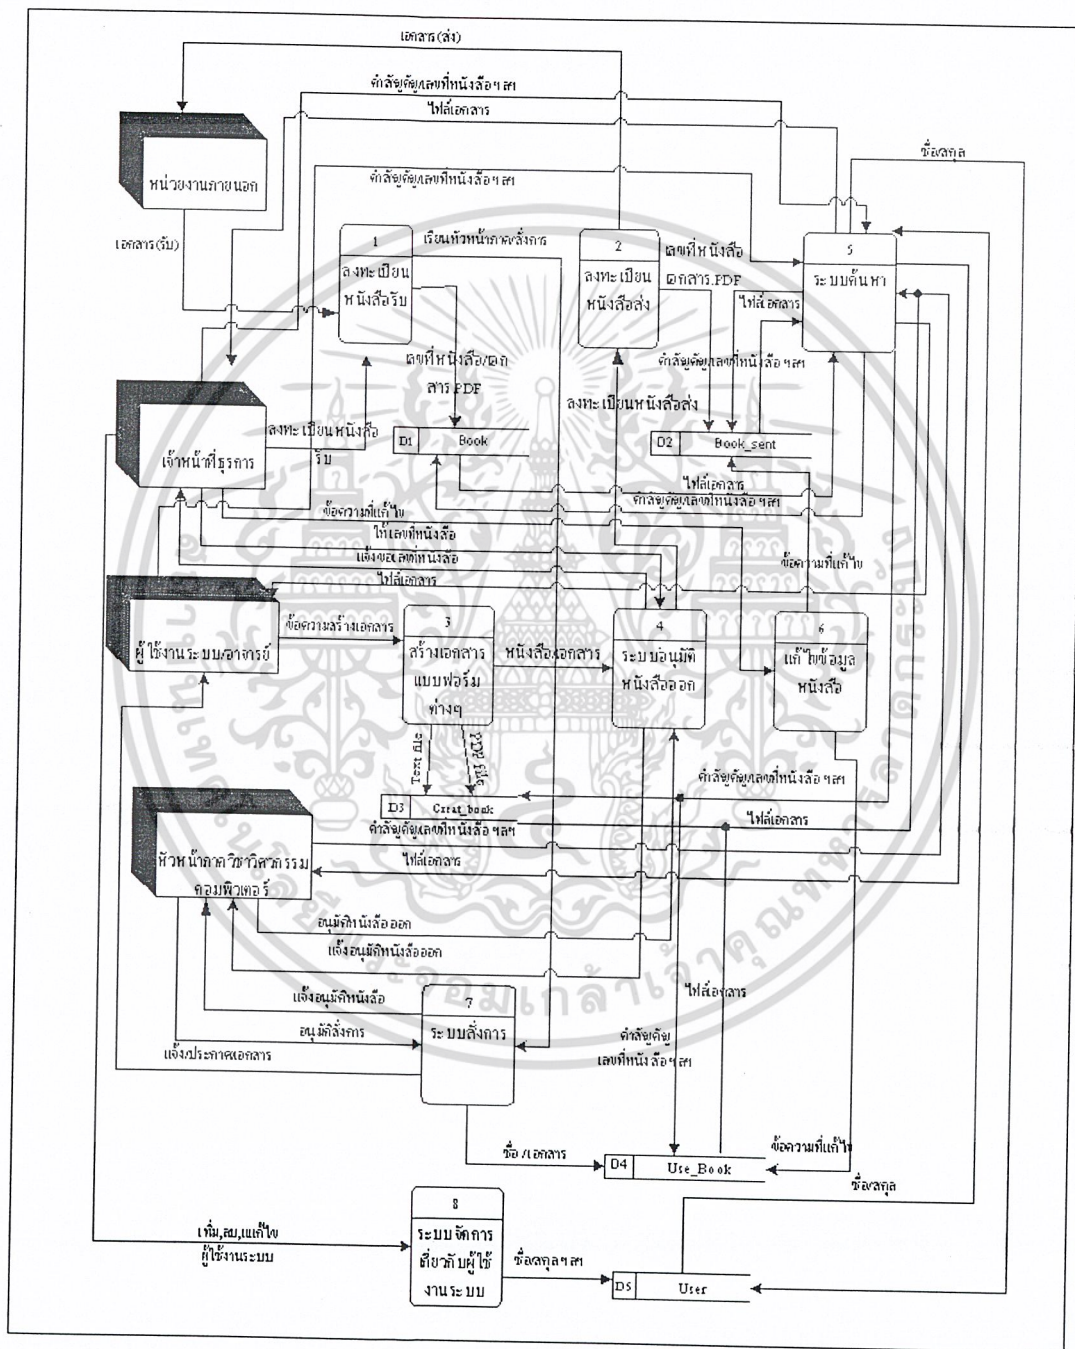 เอกสาร(ส่ง)
คำสัญคัญ/เลขที่หนังสือ ฯลฯ
ไฟล์เอกสาร
ชื่อ/สกุล
หน่วยงานภายนอก
คำสัญคัญ/เลขที่หนังสือ ฯลฯ
เอกสาร(รับ)
1
ลงทะเบียน
หนังสือรับ
เรียนหัวหน้าภาค/สั่งการ
2
ลงทะเบียน
หนังสือส่ง
เลขที่หนังสือ
เอกสาร.PDF
5
ระบบค้นหา
ไฟล์เอกสาร
เลขที่หนังสือ/เอก
สาร.PDF
คำสัญคัญ/เลขที่หนังสือ ฯลฯ
ลงทะเบียนหนังสือส่ง
เจ้าหน้าที่ธุรการ
ลงทะเบียนหนังสือ
รับ
D1 Book
D2 Book_sent
ไฟล์เอกสาร
คำสัญคัญ/เลขที่หนังสือ ฯลฯ
ข้อความที่แก้ไข
ให้เลขที่หนังสือ
แจ้งขอเลขที่หนังสือ
ไฟล์เอกสาร
ข้อความที่แก้ไข
ผู้ใช้งานระบบ/อาจารย์
ข้อความสร้างเอกสาร
3
สร้างเอกสาร
แบบฟอร์ม
ต่างๆ
หนังสือ/เอกสาร
4
ระบบอนุมัติ
หนังสือออก
6
แก้ไขข้อมูล
หนังสือ
Text file
PDF File
คำสัญคัญ/เลขที่หนังสือ ฯลฯ
D3 Creat_book
ไฟล์เอกสาร
คำสัญคัญ/เลขที่หนังสือ ฯลฯ
หัวหน้าภาควิชาวิศวกรรม
คอมพิวเตอร์
ไฟล์เอกสาร
อนุมัติหนังสือออก
แจ้งอนุมัติหนังสือออก
ไฟล์เอกสาร
แจ้งอนุมัติหนังสือ
อนุมัติสั่งการ
แจ้ง/ประกาศเอกสาร
7
ระบบสั่งการ
คำสัญคัญ
เลขที่หนังสือ ฯลฯ
ชื่อ /เอกสาร
D4 Use_Book
ข้อความที่แก้ไข
ชื่อ/สกุล
เพิ่ม,ลบ,แก้ไข
ผู้ใช้งานระบบ
8
ระบบจัดการ
เกี่ยวกับผู้ใช้
งานระบบ
ชื่อ/สกุล ฯลฯ
D5 User